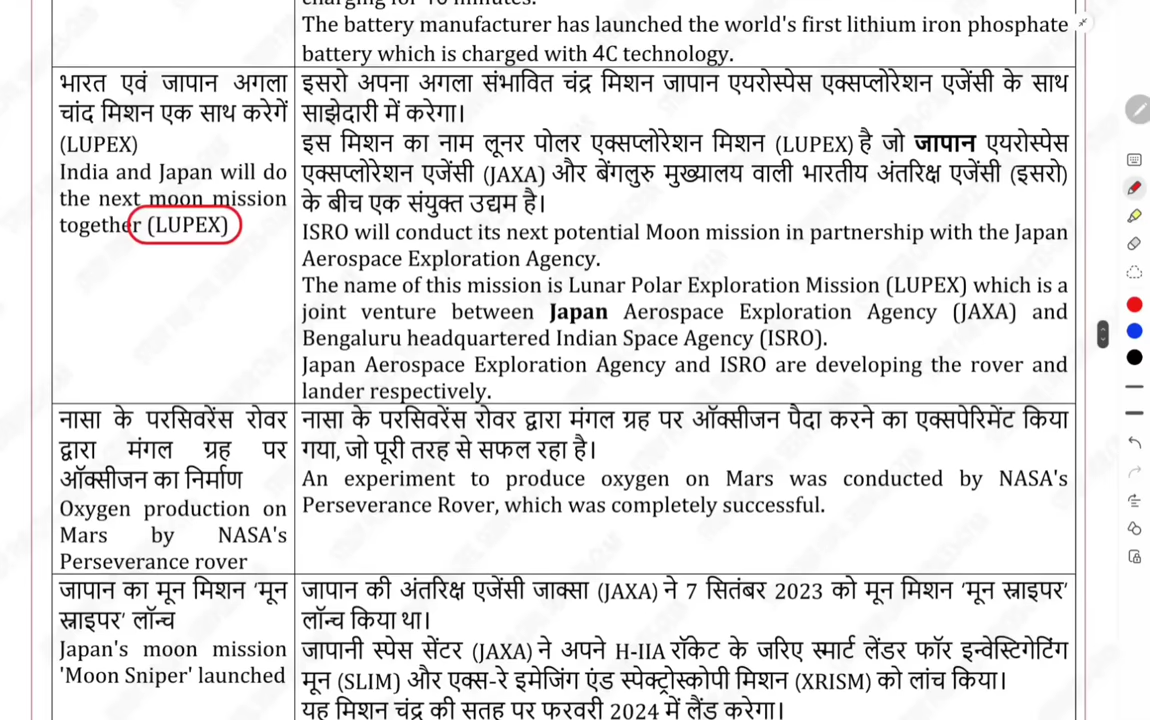 The battery manufacturer has launched the world's first lithium iron phosphate
battery which is charged with 4C technology.
भारत एवं जापान अगला
चांद मिशन एक साथ करेगें
(LUPEX)
India and Japan will do
the next moon mission
together (LUPEX)
इसरो अपना अगला संभावित चंद्र मिशन जापान एयरोस्पेस एक्सप्लोरेशन एजेंसी के साथ
साझेदारी में करेगा।
इस मिशन का नाम लूनर पोलर एक्सप्लोरेशन मिशन (LUPEX) है जो जापान एयरोस्पेस
एक्सप्लोरेशन एजेंसी (JAXA) और बेंगलुरु मुख्यालय वाली भारतीय अंतरिक्ष एजेंसी (इसरो)
के बीच एक संयुक्त उद्यम है।
ISRO will conduct its next potential Moon mission in partnership with the Japan
Aerospace Exploration Agency.
The name of this mission is Lunar Polar Exploration Mission (LUPEX) which is a
joint venture between Japan Aerospace Exploration Agency (JAXA) and
Bengaluru headquartered Indian Space Agency (ISRO).
Japan Aerospace Exploration Agency and ISRO are developing the rover and
lander respectively.
नासा के परसिवरेंस रोवर
द्वारा मंगल ग्रह पर
ऑक्सीजन का निर्माण
Oxygen production on
Mars by NASA's
Perseverance rover
नासा के परसिवरेंस रोवर द्वारा मंगल ग्रह पर ऑक्सीजन पैदा करने का एक्सपेरिमेंट किया
गया, जो पूरी तरह से सफल रहा है।
An experiment to produce oxygen on Mars was conducted by NASA's
Perseverance Rover, which was completely successful.
जापान का मून मिशन ‘मून
स्नाइपर’ लॉन्च
Japan's moon mission
'Moon Sniper' launched
जापान की अंतरिक्ष एजेंसी जाक्सा (JAXA) ने 7 सितंबर 2023 को मून मिशन ‘मून स्नाइपर’
लॉन्च किया था।
जापानी स्पेस सेंटर (JAXA) ने अपने H-IIA रॉकेट के जरिए स्मार्ट लेंडर फॉर इन्वेस्टिगेटिंग
मून (SLIM) और एक्स-रे इमेजिंग एंड स्पेक्ट्रोस्कोपी मिशन (XRISM) को लांच किया।
यह मिशन चंद्र की सतह पर फरवरी 2024 में लैंड करेगा।